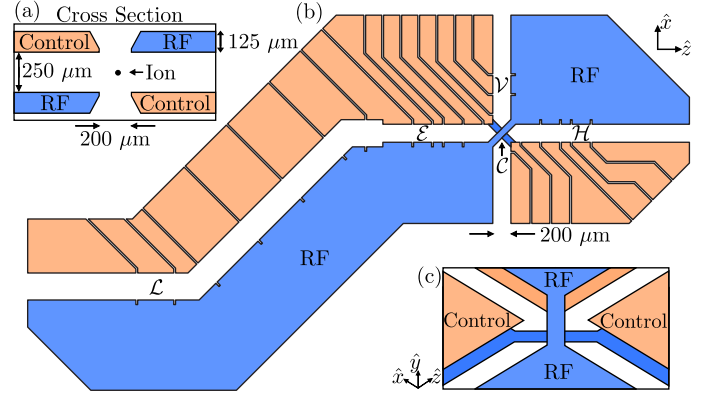 (a) Cross Section
Control RF
125 μm
250 μm
Ion
RF Control
200 μm
(b)
𝒱
RF
x̂
ẑ
ℰ
ℋ
𝒞
200 μm
RF
ℒ
(c)
RF
Control Control
RF
ŷ
x̂ ẑ